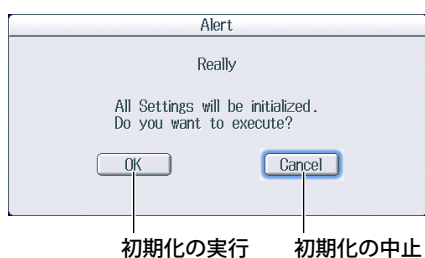 Alert
Really
All Settings will be initialized.
Do you want to execute?
OK Cancel
初期化の実行 初期化の中止